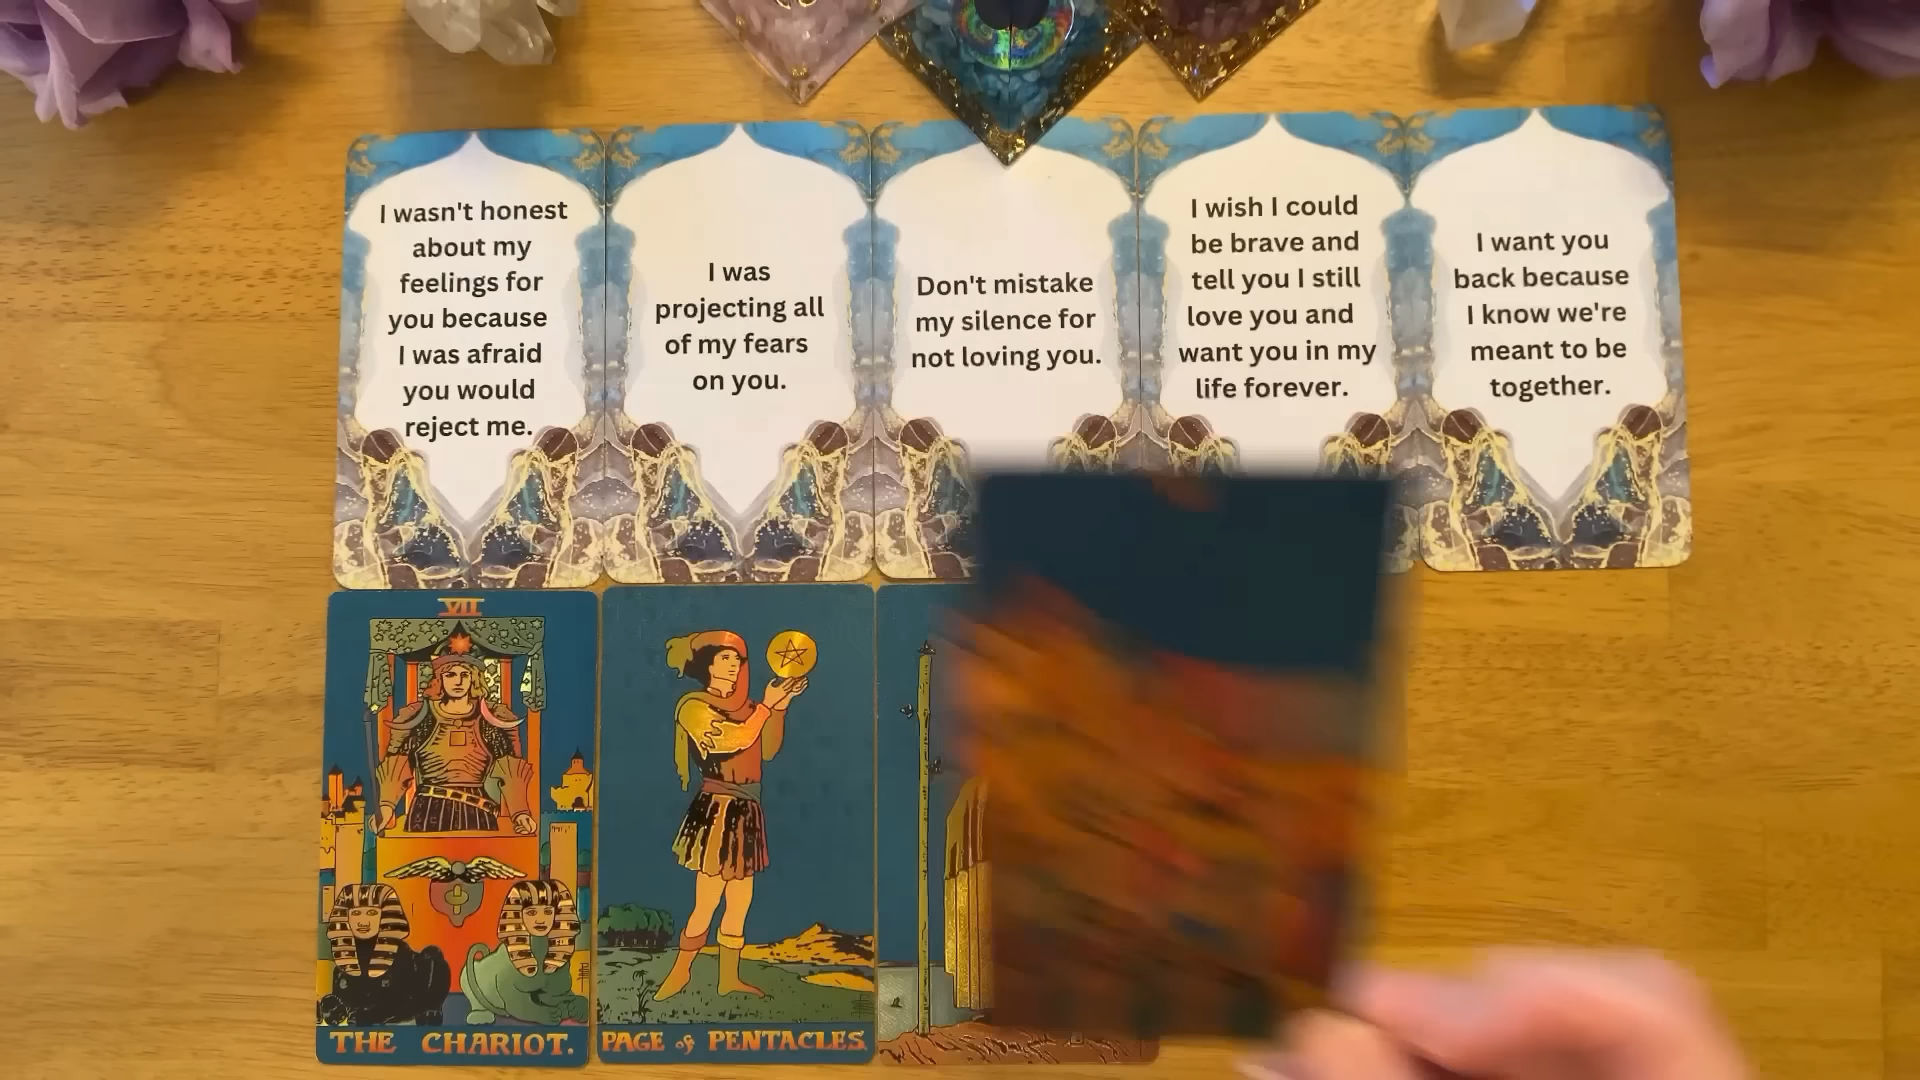 I wasn't honest
about my
feelings for
you because
I was afraid
you would
reject me.
I was
projecting all
of my fears
on you.
Don't mistake
my silence for
not loving you.
I wish I could
be brave and
tell you I still
love you and
want you in my
life forever.
I want you
back because
I know we're
meant to be
together.
VII
THE CHARIOT.
PAGE of PENTACLES.